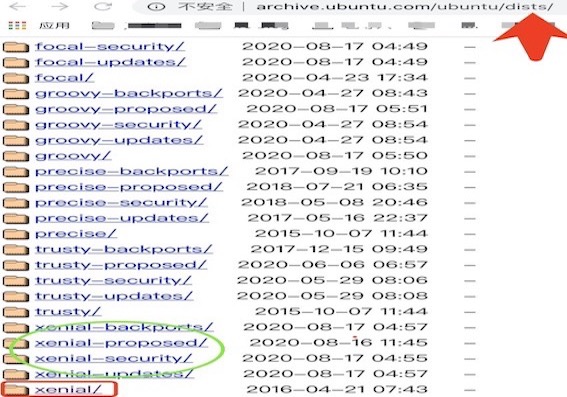 不安全 | archive.ubuntu.com/ubuntu/dists/
应用
focal-security/ 2020-08-17 04:49 –
focal-updates/ 2020-08-17 04:49 –
focal/ 2020-04-23 17:34 –
groovy-backports/ 2020-04-27 08:43 –
groovy-proposed/ 2020-08-17 05:51 –
groovy-security/ 2020-04-27 08:54 –
groovy-updates/ 2020-04-27 08:54 –
groovy/ 2020-08-17 05:50 –
precise-backports/ 2017-09-19 10:10 –
precise-proposed/ 2018-07-21 06:35 –
precise-security/ 2018-05-08 20:46 –
precise-updates/ 2017-05-16 22:37 –
precise/ 2015-10-07 11:44 –
trusty-backports/ 2017-12-15 09:49 –
trusty-proposed/ 2020-06-06 06:57 –
trusty-security/ 2020-05-29 08:06 –
trusty-updates/ 2020-05-29 08:08 –
trusty/ 2015-10-07 11:44 –
xenial-backports/ 2020-08-17 04:57 –
xenial-proposed/ 2020-08-16 11:45 –
xenial-security/ 2020-08-17 04:55 –
xenial-updates/ 2020-08-17 04:57 –
xenial/ 2016-04-21 07:43 –